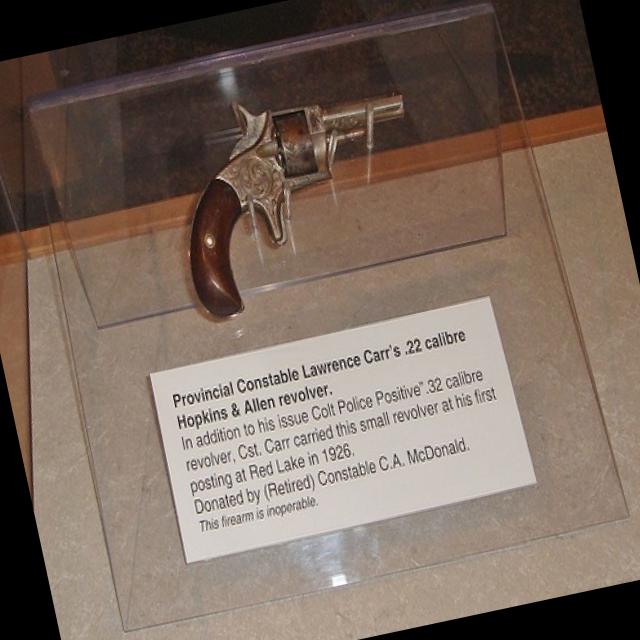 Provincial Constable Lawrence Carr's .22 calibre
Hopkins & Allen revolver.
In addition to his issue Colt Police Positive" .32 calibre
revolver, Cst. Carr carried this small revolver at his first
posting at Red Lake in 1926.
Donated by (Retired) Constable C.A. McDonald.
This firearm is inoperable.